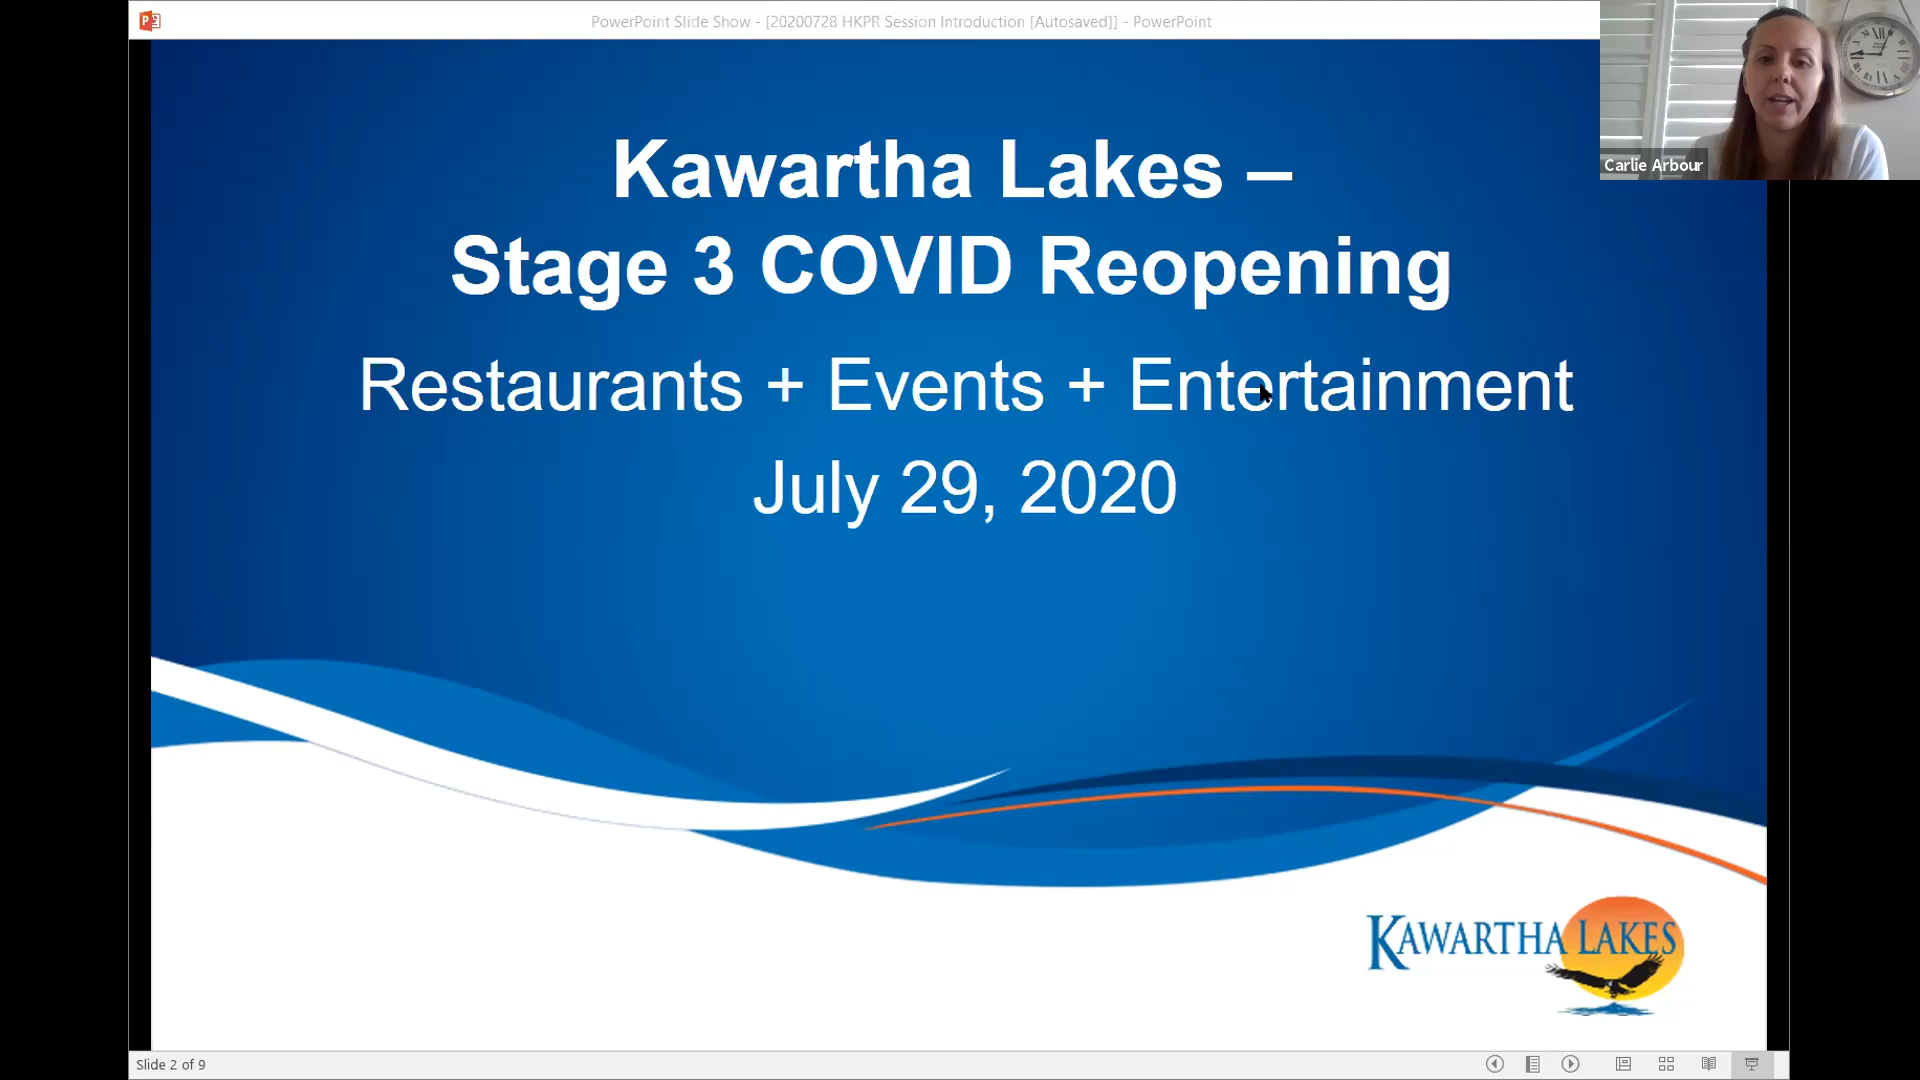 PowerPoint Slide Show - [20200728 HKPR Session Introduction [Autosaved]] - PowerPoint
Carlie Arbour
Kawartha Lakes –
Stage 3 COVID Reopening
Restaurants + Events + Entertainment
July 29, 2020
KAWARTHA LAKES
Slide 2 of 9